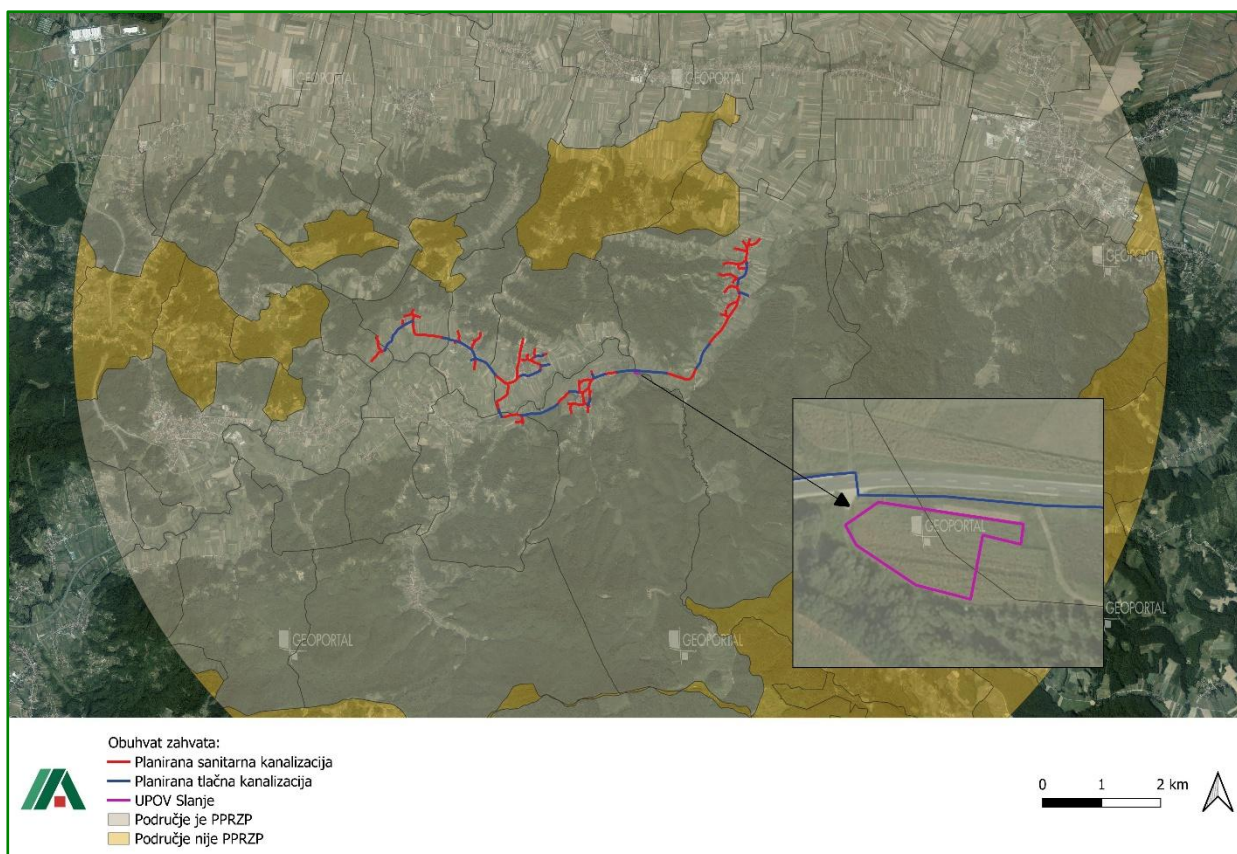 GEOPORTAL
GEOPORTAL
GEOPORTAL
GEOPORTAL
GEOPORTAL
GEOPORTAL
GEOPORTAL
Obuhvat zahvata:
Planirana sanitarna kanalizacija
Planirana tlačna kanalizacija
UPOV Slanje
Područje je PPRZP
Područje nije PPRZP
0 1 2 km